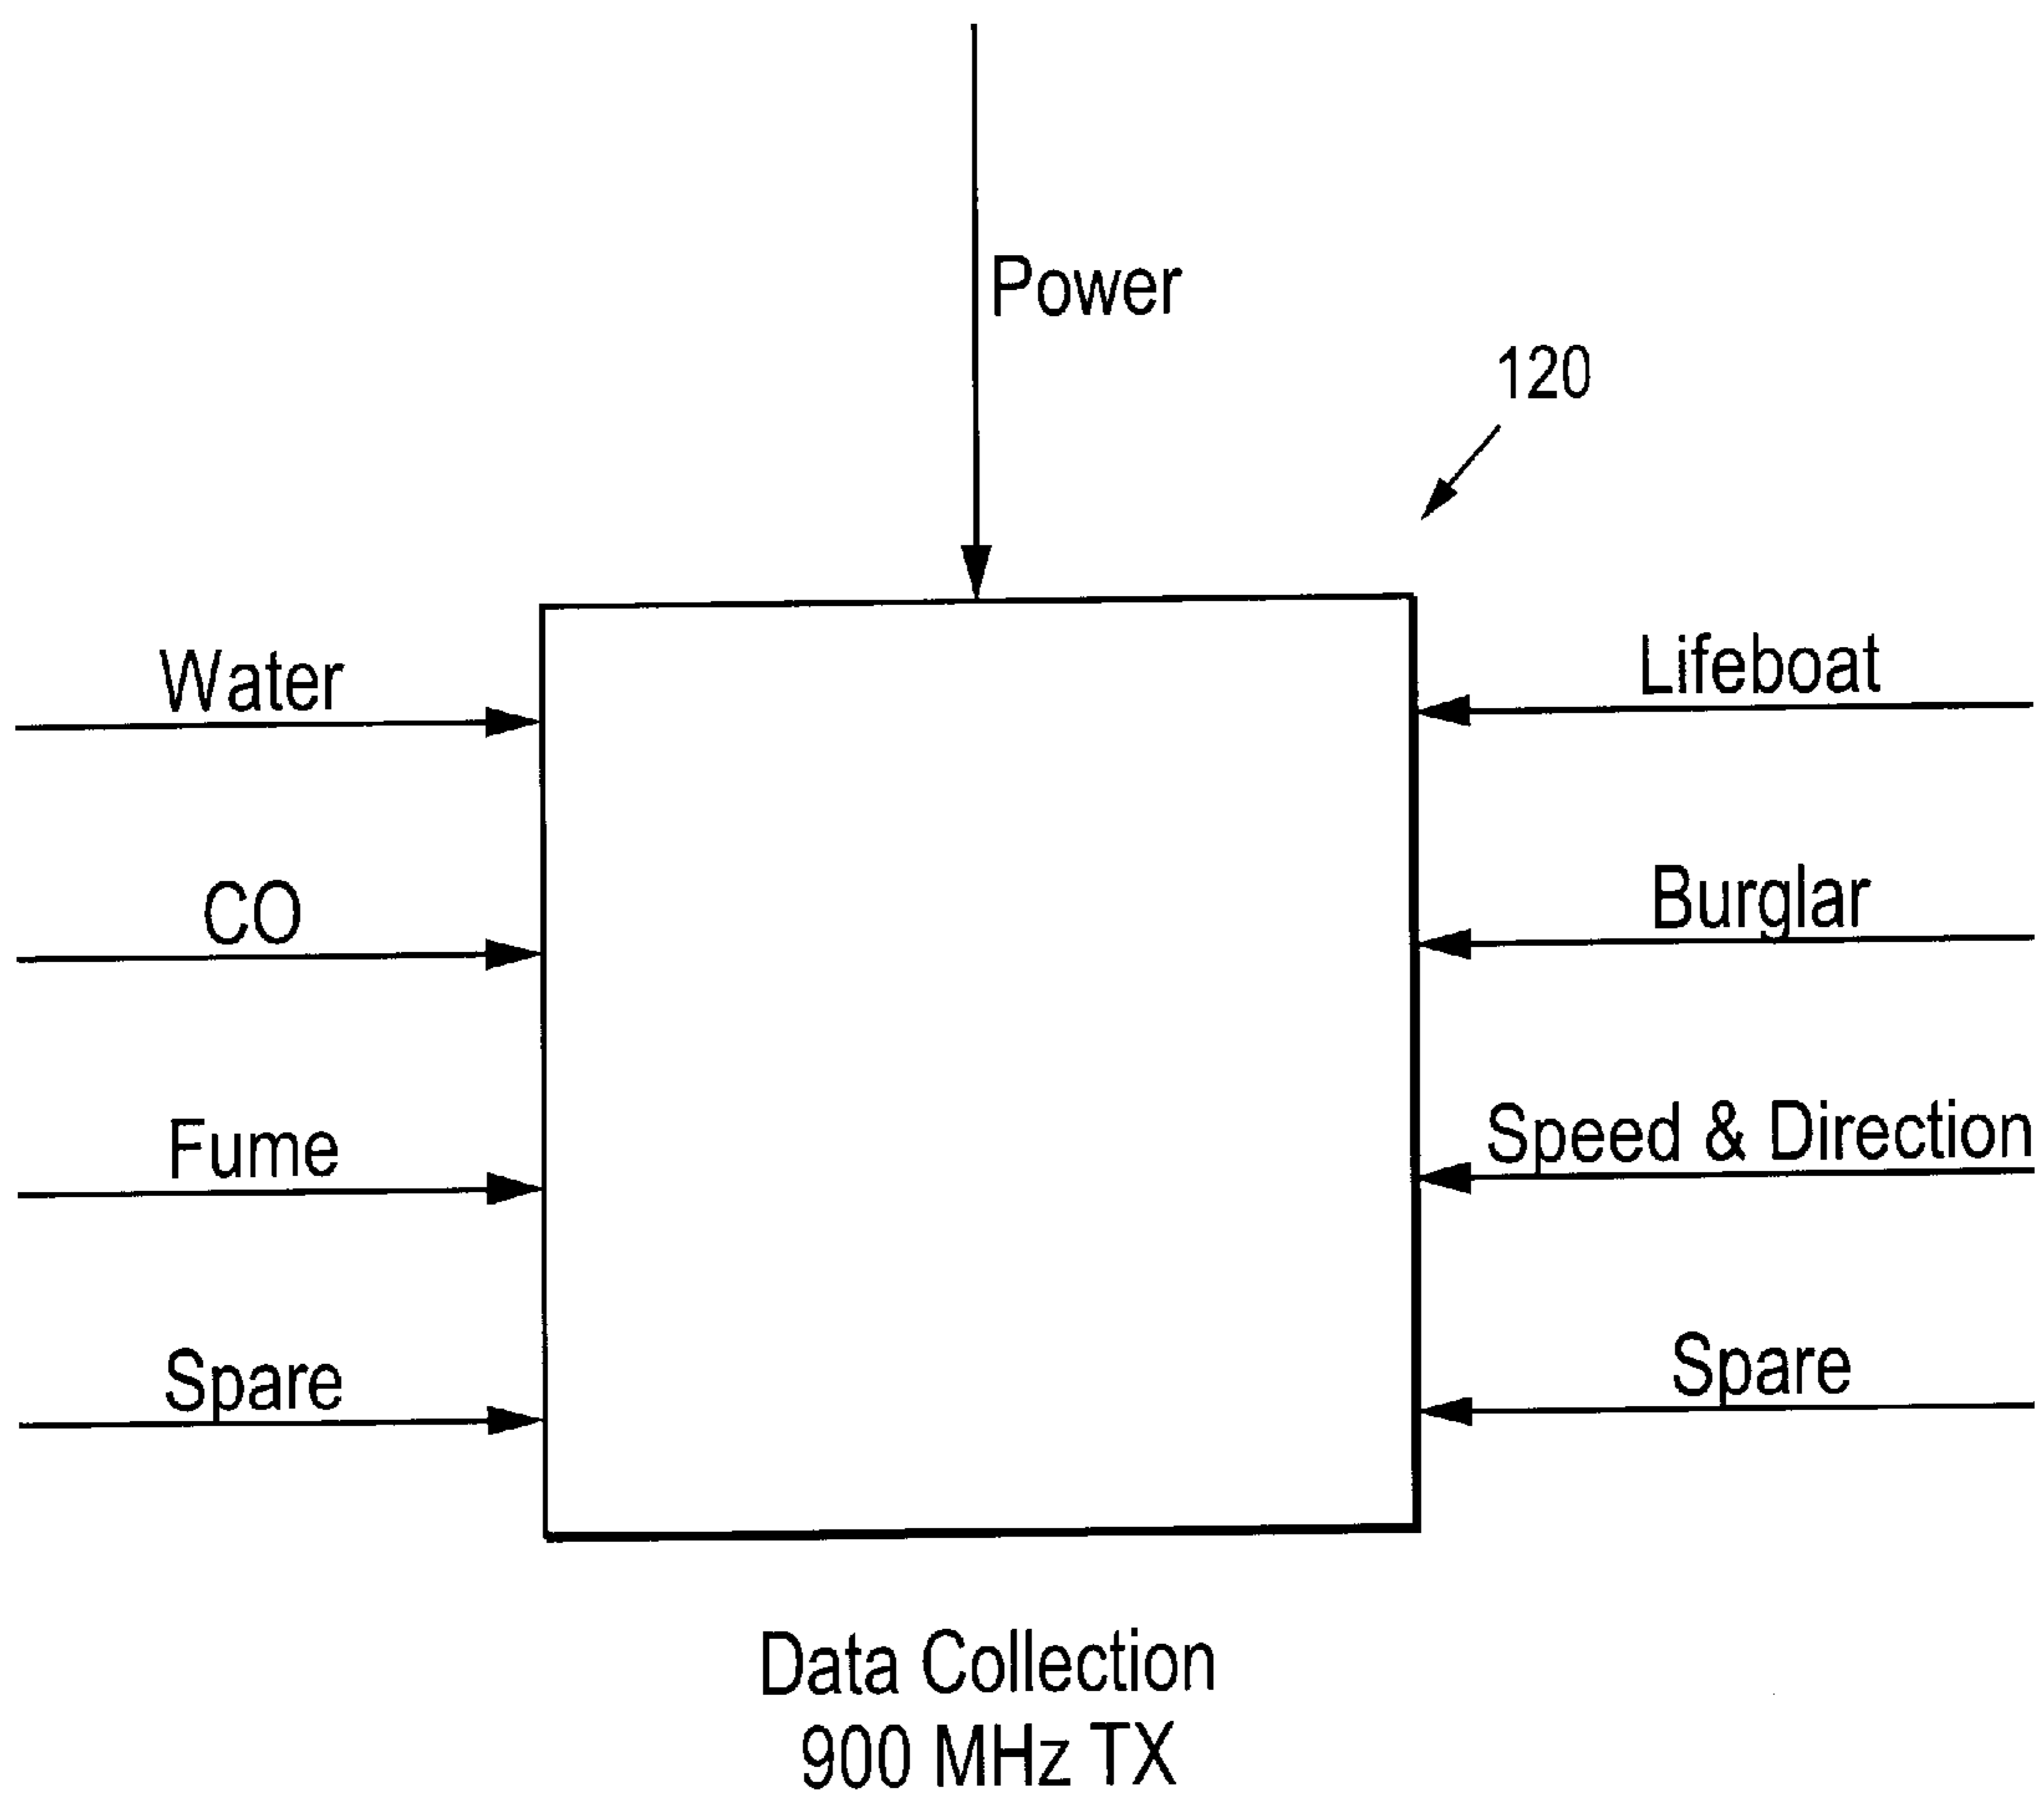 Power
120
Water
Lifeboat
CO
Burglar
Fume
Speed & Direction
Spare
Spare
Data Collection
900 MHz TX